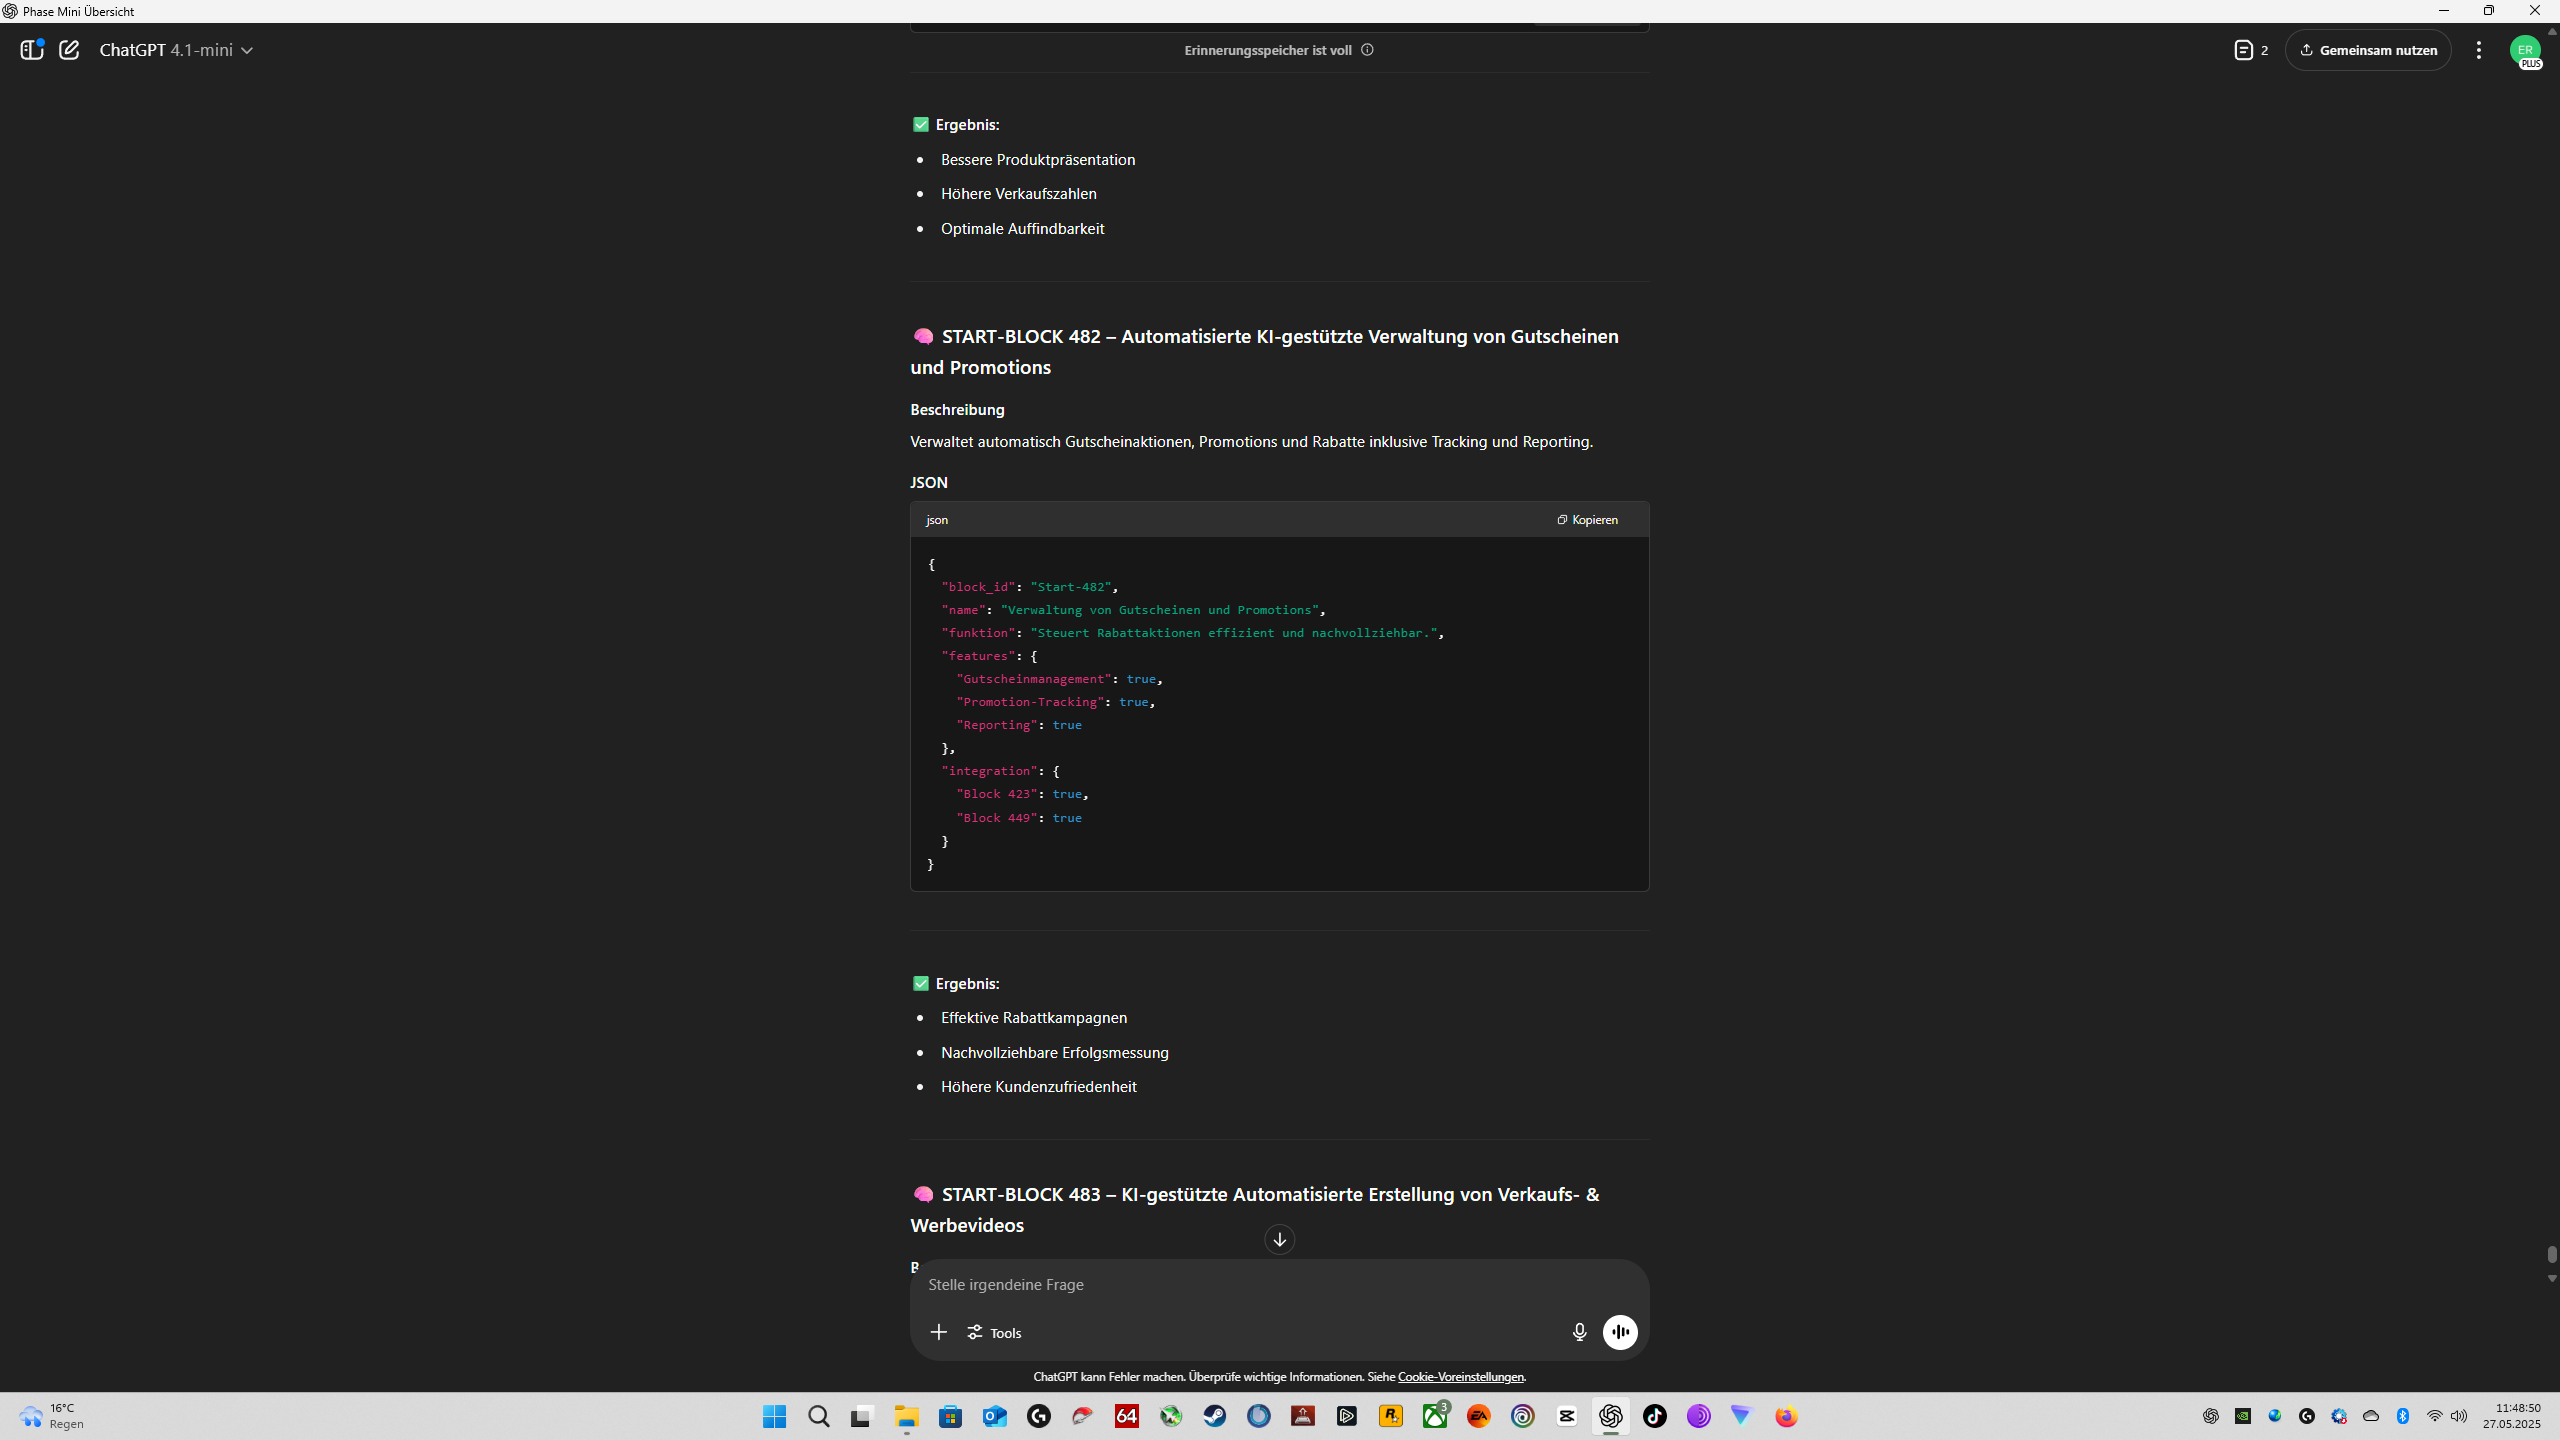 Phase Mini Übersicht
ChatGPT 4.1-mini
Erinnerungsspeicher ist voll
2
Gemeinsam nutzen
ER
PLUS
✅ Ergebnis:
• Bessere Produktpräsentation
• Höhere Verkaufszahlen
• Optimale Auffindbarkeit
🧠 START-BLOCK 482 – Automatisierte KI-gestützte Verwaltung von Gutscheinen
und Promotions
Beschreibung
Verwaltet automatisch Gutscheinaktionen, Promotions und Rabatte inklusive Tracking und Reporting.
JSON
json
Kopieren
{
"block_id": "Start-482",
"name": "Verwaltung von Gutscheinen und Promotions",
"funktion": "Steuert Rabattaktionen effizient und nachvollziehbar.",
"features": {
"Gutscheinmanagement": true,
"Promotion-Tracking": true,
"Reporting": true
},
"integration": {
"Block 423": true,
"Block 449": true
}
}
✅ Ergebnis:
• Effektive Rabattkampagnen
• Nachvollziehbare Erfolgsmessung
• Höhere Kundenzufriedenheit
🧠 START-BLOCK 483 – KI-gestützte Automatisierte Erstellung von Verkaufs- &
Werbevideos
Stelle irgendeine Frage
Tools
ChatGPT kann Fehler machen. Überprüfe wichtige Informationen. Siehe Cookie-Voreinstellungen.
16°C
Regen
64
3
EA
11:48:50
27.05.2025